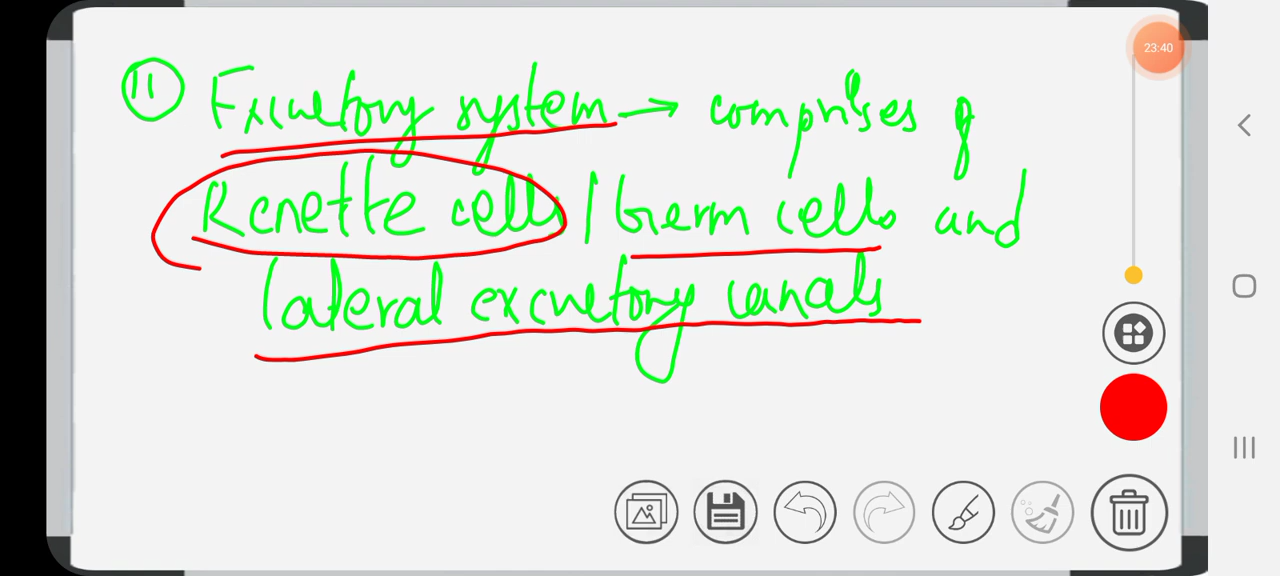 11 Excretory system → comprises of
Renette cells / Germ cells and
lateral excretory canals
23:40